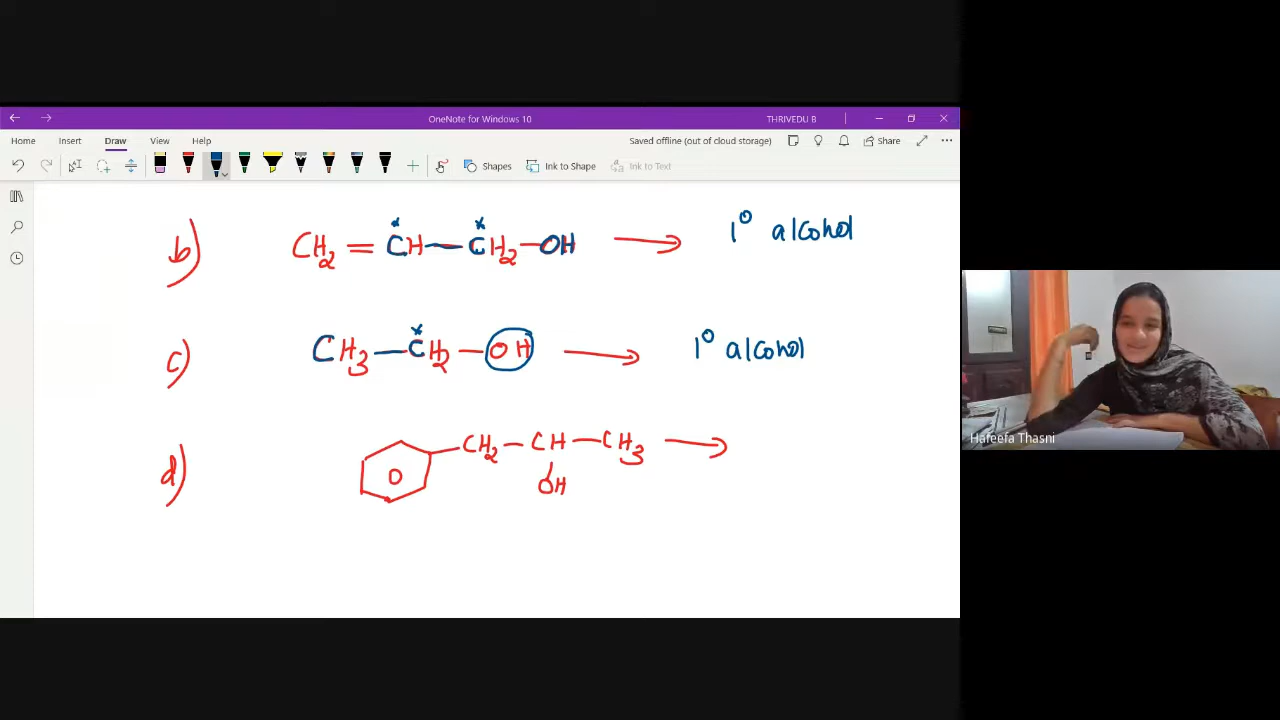 OneNote for Windows 10
THRIVEDU B
Home Insert Draw View Help
Saved offline (out of cloud storage)
Share
Shapes
Ink to Shape
Ink to Text
b) CH₂ = CH — CH₂ — OH → 1° alcohol
c) CH₃ — CH₂ — OH → 1° alcohol
d) CH₂ — CH — CH₃ →
OH
Hafeefa Thasni